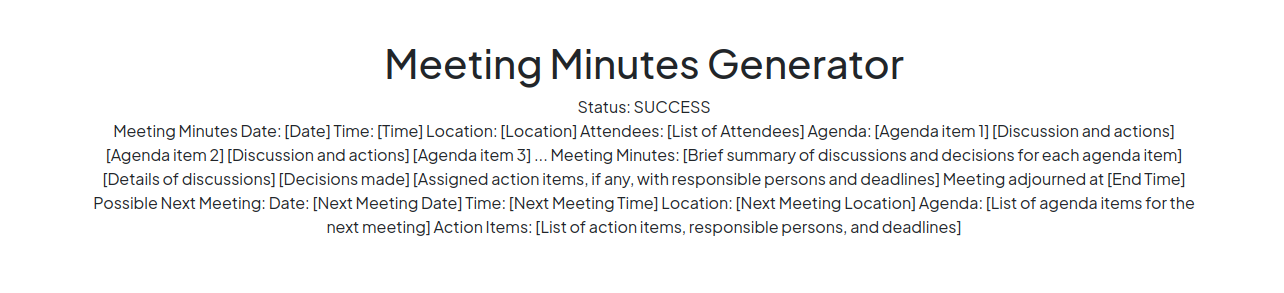 Meeting Minutes Generator
Status: SUCCESS
Meeting Minutes Date: [Date] Time: [Time] Location: [Location] Attendees: [List of Attendees] Agenda: [Agenda item 1] [Discussion and actions]
[Agenda item 2] [Discussion and actions] [Agenda item 3] ... Meeting Minutes: [Brief summary of discussions and decisions for each agenda item]
[Details of discussions] [Decisions made] [Assigned action items, if any, with responsible persons and deadlines] Meeting adjourned at [End Time]
Possible Next Meeting: Date: [Next Meeting Date] Time: [Next Meeting Time] Location: [Next Meeting Location] Agenda: [List of agenda items for the
next meeting] Action Items: [List of action items, responsible persons, and deadlines]